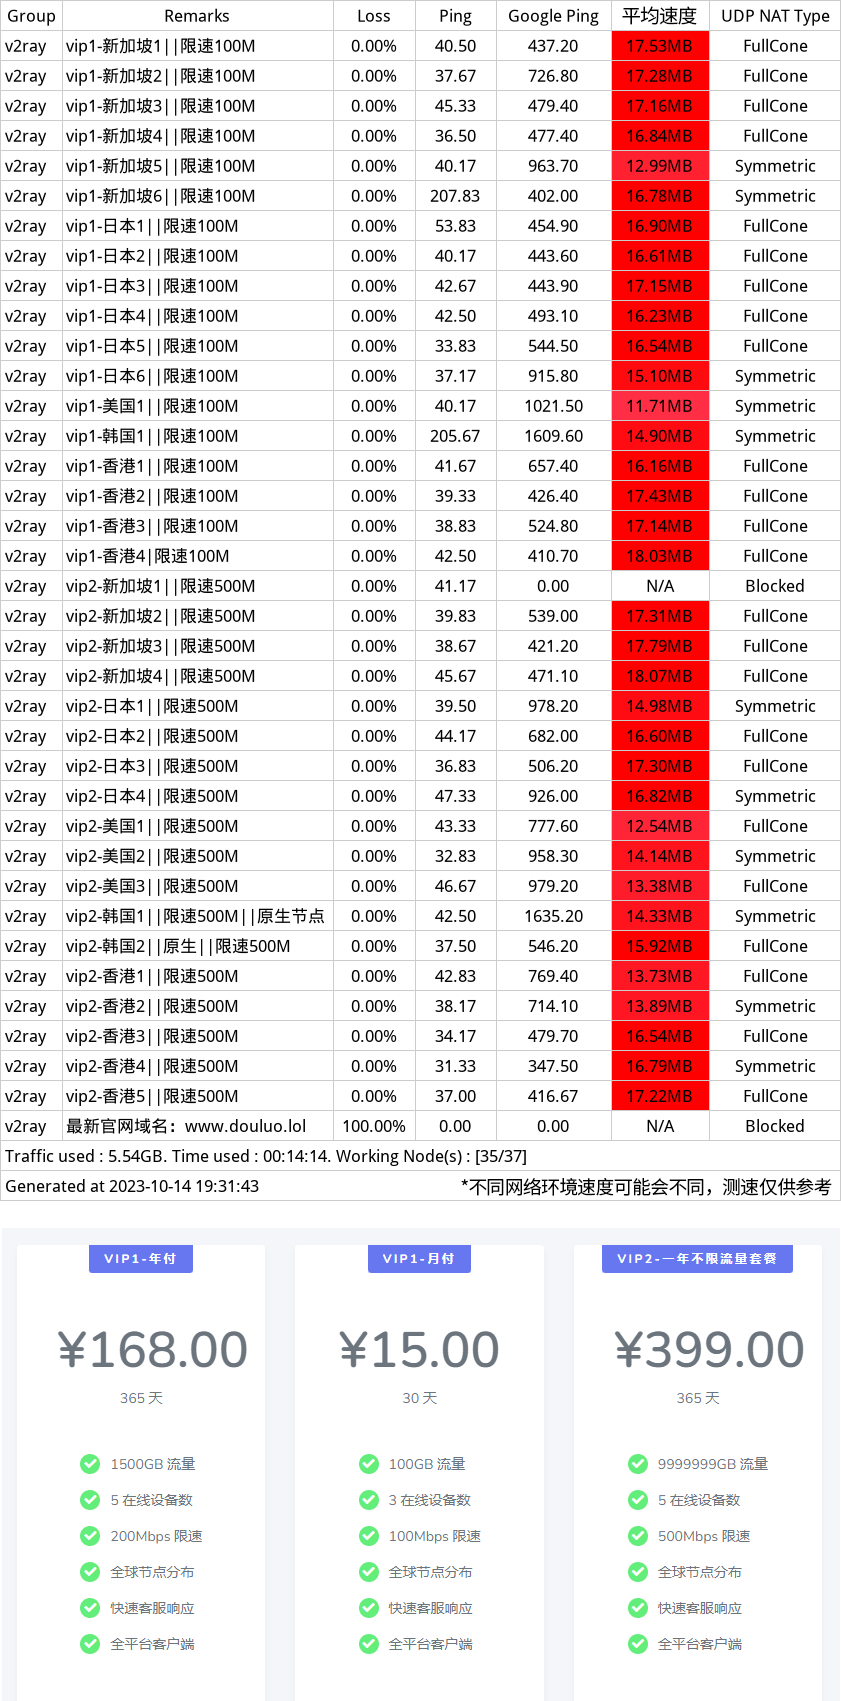 Group Remarks Loss Ping Google Ping 平均速度 UDP NAT Type
v2ray vip1-新加坡1||限速100M 0.00% 40.50 437.20 17.53MB FullCone
v2ray vip1-新加坡2||限速100M 0.00% 37.67 726.80 17.28MB FullCone
v2ray vip1-新加坡3||限速100M 0.00% 45.33 479.40 17.16MB FullCone
v2ray vip1-新加坡4||限速100M 0.00% 36.50 477.40 16.84MB FullCone
v2ray vip1-新加坡5||限速100M 0.00% 40.17 963.70 12.99MB Symmetric
v2ray vip1-新加坡6||限速100M 0.00% 207.83 402.00 16.78MB Symmetric
v2ray vip1-日本1||限速100M 0.00% 53.83 454.90 16.90MB FullCone
v2ray vip1-日本2||限速100M 0.00% 40.17 443.60 16.61MB FullCone
v2ray vip1-日本3||限速100M 0.00% 42.67 443.90 17.15MB FullCone
v2ray vip1-日本4||限速100M 0.00% 42.50 493.10 16.23MB FullCone
v2ray vip1-日本5||限速100M 0.00% 33.83 544.50 16.54MB FullCone
v2ray vip1-日本6||限速100M 0.00% 37.17 915.80 15.10MB Symmetric
v2ray vip1-美国1||限速100M 0.00% 40.17 1021.50 11.71MB Symmetric
v2ray vip1-韩国1||限速100M 0.00% 205.67 1609.60 14.90MB Symmetric
v2ray vip1-香港1||限速100M 0.00% 41.67 657.40 16.16MB FullCone
v2ray vip1-香港2||限速100M 0.00% 39.33 426.40 17.43MB FullCone
v2ray vip1-香港3||限速100M 0.00% 38.83 524.80 17.14MB FullCone
v2ray vip1-香港4|限速100M 0.00% 42.50 410.70 18.03MB FullCone
v2ray vip2-新加坡1||限速500M 0.00% 41.17 0.00 N/A Blocked
v2ray vip2-新加坡2||限速500M 0.00% 39.83 539.00 17.31MB FullCone
v2ray vip2-新加坡3||限速500M 0.00% 38.67 421.20 17.79MB FullCone
v2ray vip2-新加坡4||限速500M 0.00% 45.67 471.10 18.07MB FullCone
v2ray vip2-日本1||限速500M 0.00% 39.50 978.20 14.98MB Symmetric
v2ray vip2-日本2||限速500M 0.00% 44.17 682.00 16.60MB FullCone
v2ray vip2-日本3||限速500M 0.00% 36.83 506.20 17.30MB FullCone
v2ray vip2-日本4||限速500M 0.00% 47.33 926.00 16.82MB Symmetric
v2ray vip2-美国1||限速500M 0.00% 43.33 777.60 12.54MB FullCone
v2ray vip2-美国2||限速500M 0.00% 32.83 958.30 14.14MB Symmetric
v2ray vip2-美国3||限速500M 0.00% 46.67 979.20 13.38MB FullCone
v2ray vip2-韩国1||限速500M||原生节点 0.00% 42.50 1635.20 14.33MB Symmetric
v2ray vip2-韩国2||原生||限速500M 0.00% 37.50 546.20 15.92MB FullCone
v2ray vip2-香港1||限速500M 0.00% 42.83 769.40 13.73MB FullCone
v2ray vip2-香港2||限速500M 0.00% 38.17 714.10 13.89MB Symmetric
v2ray vip2-香港3||限速500M 0.00% 34.17 479.70 16.54MB FullCone
v2ray vip2-香港4||限速500M 0.00% 31.33 347.50 16.79MB Symmetric
v2ray vip2-香港5||限速500M 0.00% 37.00 416.67 17.22MB FullCone
v2ray 最新官网域名：www.douluo.lol 100.00% 0.00 0.00 N/A Blocked
Traffic used : 5.54GB. Time used : 00:14:14. Working Node(s) : [35/37]
Generated at 2023-10-14 19:31:43 *不同网络环境速度可能会不同，测速仅供参考
VIP1-年付
¥168.00
365 天
1500GB 流量
5 在线设备数
200Mbps 限速
全球节点分布
快速客服响应
全平台客户端
VIP1-月付
¥15.00
30 天
100GB 流量
3 在线设备数
100Mbps 限速
全球节点分布
快速客服响应
全平台客户端
VIP2-一年不限流量套餐
¥399.00
365 天
9999999GB 流量
5 在线设备数
500Mbps 限速
全球节点分布
快速客服响应
全平台客户端